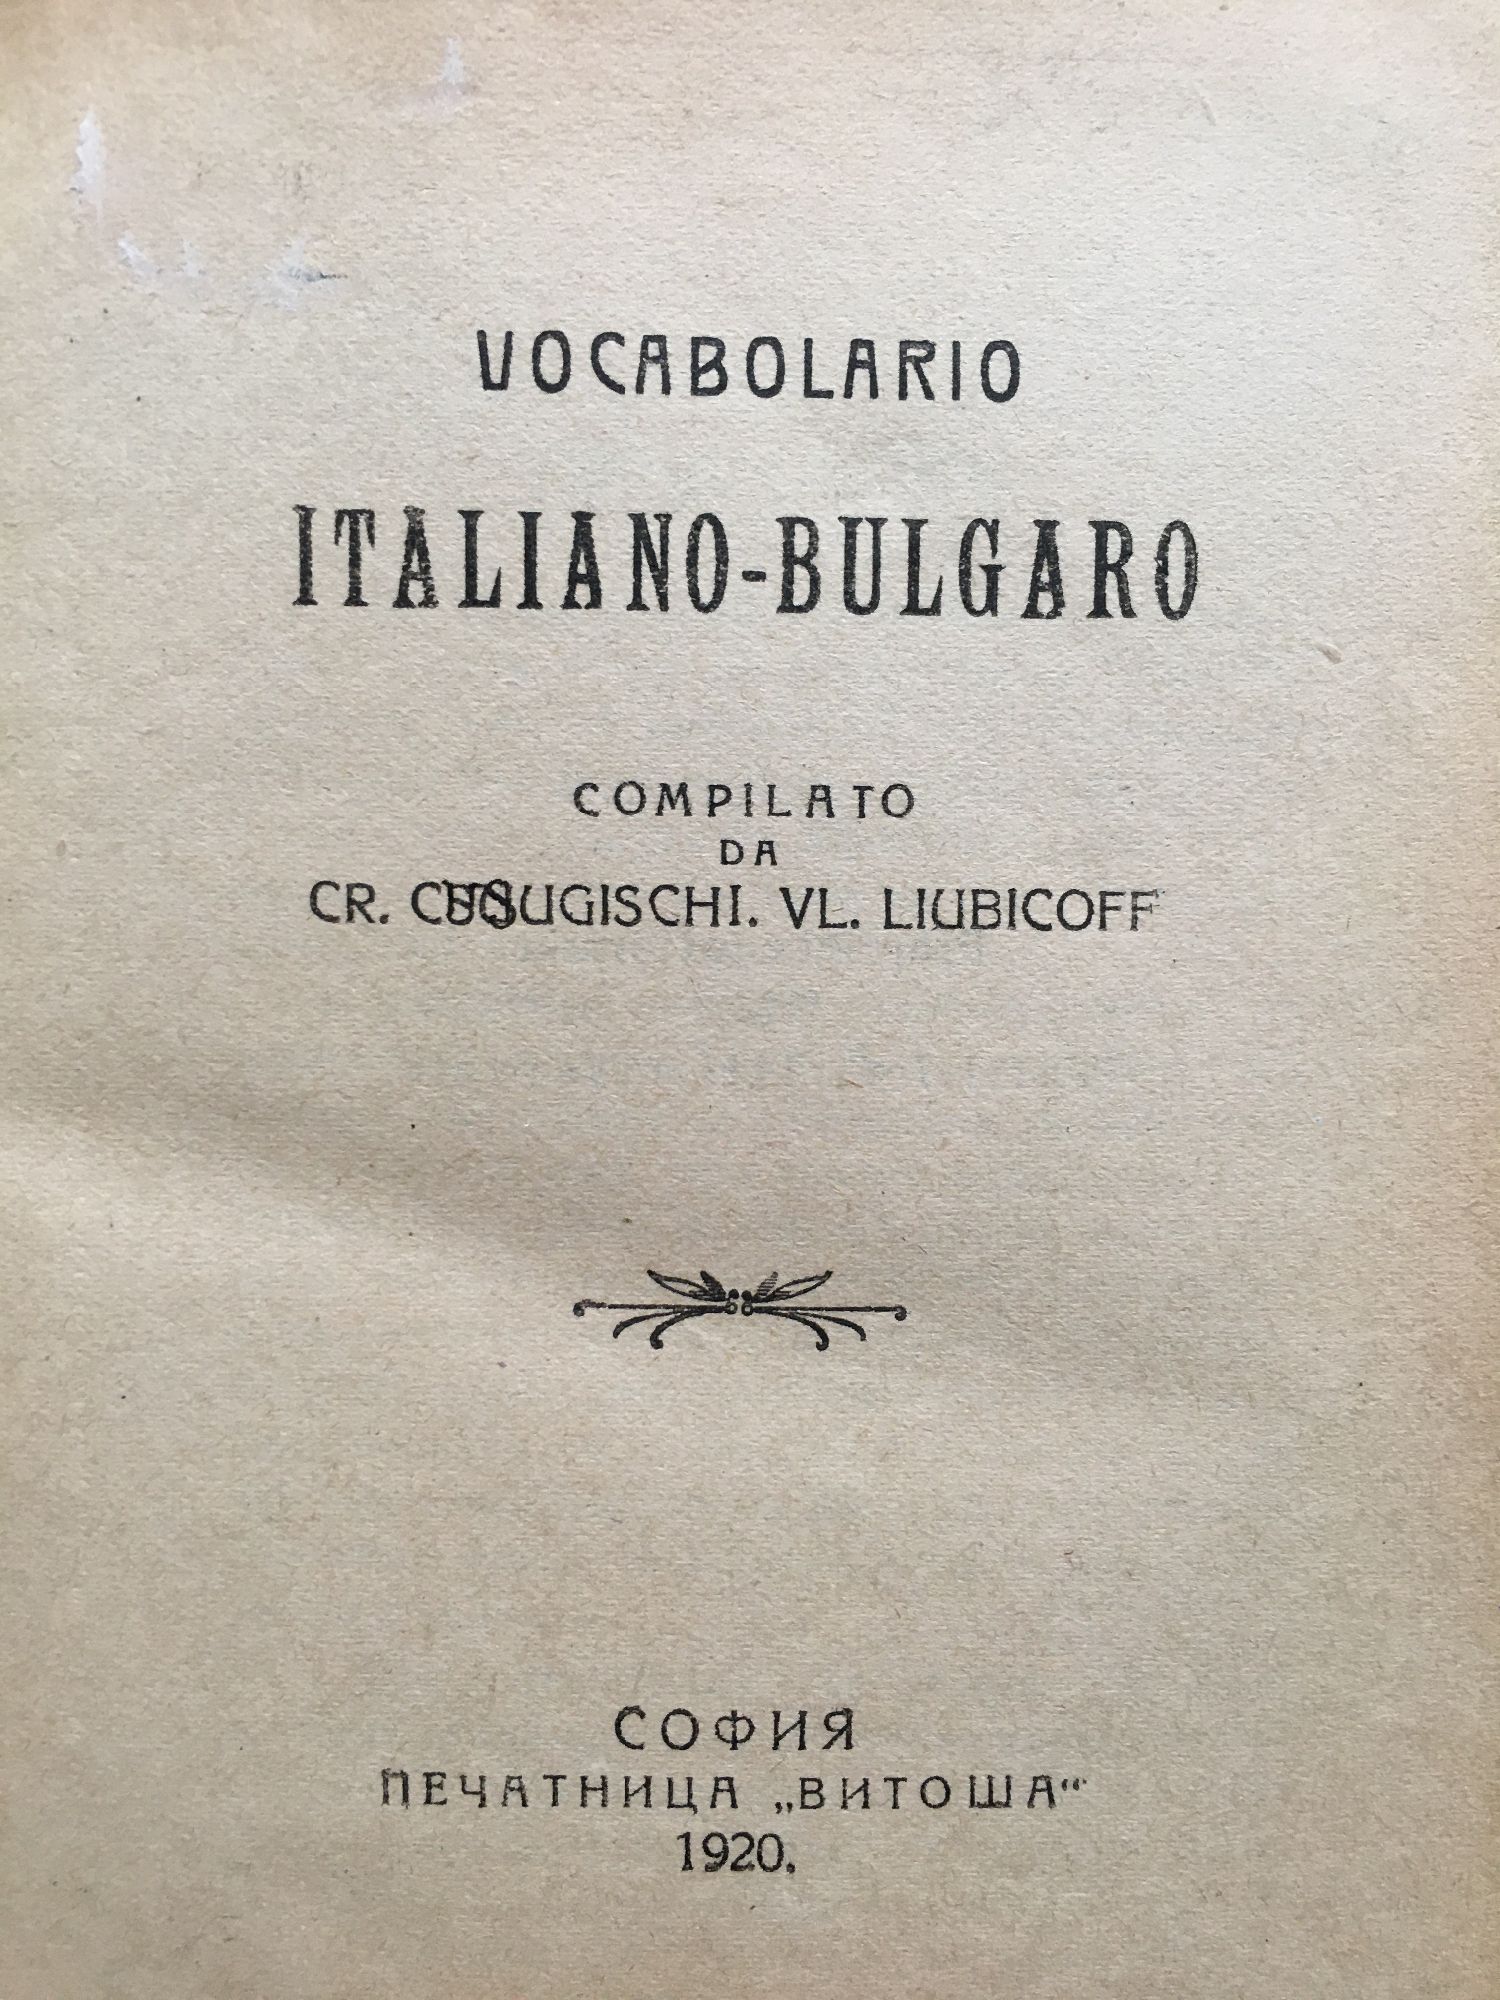 VOCABOLARIO
ITALIANO-BULGARO
COMPILATO
DA
CR. VL. LIUBICOFF
СОФИЯ
ПЕЧАТНИЦА „ВИТОША“
1920.